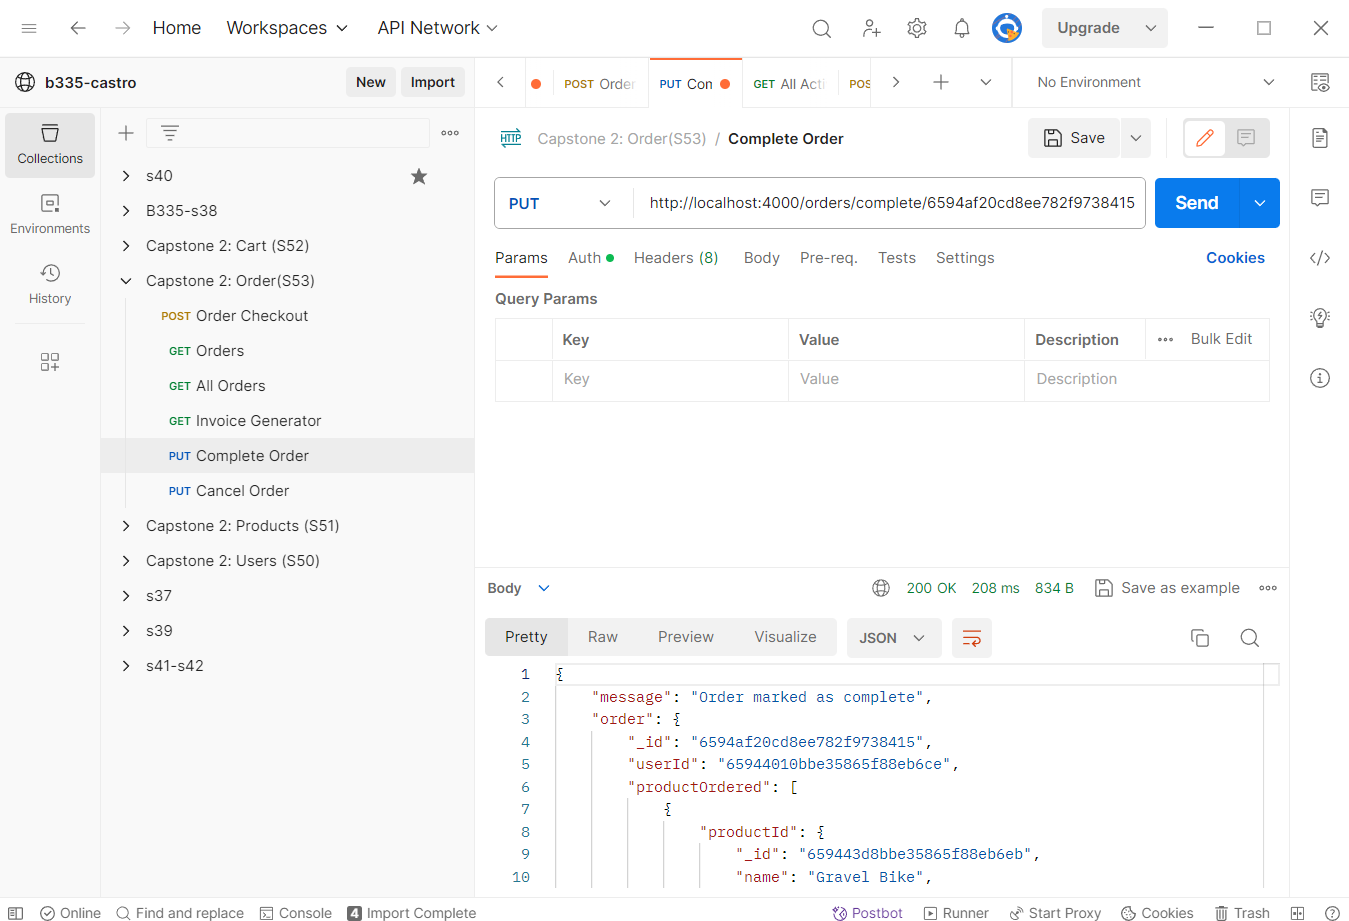 Home Workspaces API Network Upgrade
b335-castro New Import POST Order PUT Con GET All Acti POS No Environment
Collections
Environments
History
s40
B335-s38
Capstone 2: Cart (S52)
Capstone 2: Order(S53)
POST Order Checkout
GET Orders
GET All Orders
GET Invoice Generator
PUT Complete Order
PUT Cancel Order
Capstone 2: Products (S51)
Capstone 2: Users (S50)
s37
s39
s41-s42
HTTP Capstone 2: Order(S53) / Complete Order Save
PUT http://localhost:4000/orders/complete/6594af20cd8ee782f9738415 Send
Params Auth Headers (8) Body Pre-req. Tests Settings Cookies
Query Params
Key Value Description Bulk Edit
Key Value Description
Body 200 OK 208 ms 834 B Save as example
Pretty Raw Preview Visualize JSON
1 {
2 "message": "Order marked as complete",
3 "order": {
4 "_id": "6594af20cd8ee782f9738415",
5 "userId": "65944010bbe35865f88eb6ce",
6 "productOrdered": [
7 {
8 "productId": {
9 "_id": "659443d8bbe35865f88eb6eb",
10 "name": "Gravel Bike",
Online Find and replace Console 4 Import Complete Postbot Runner Start Proxy Cookies Trash